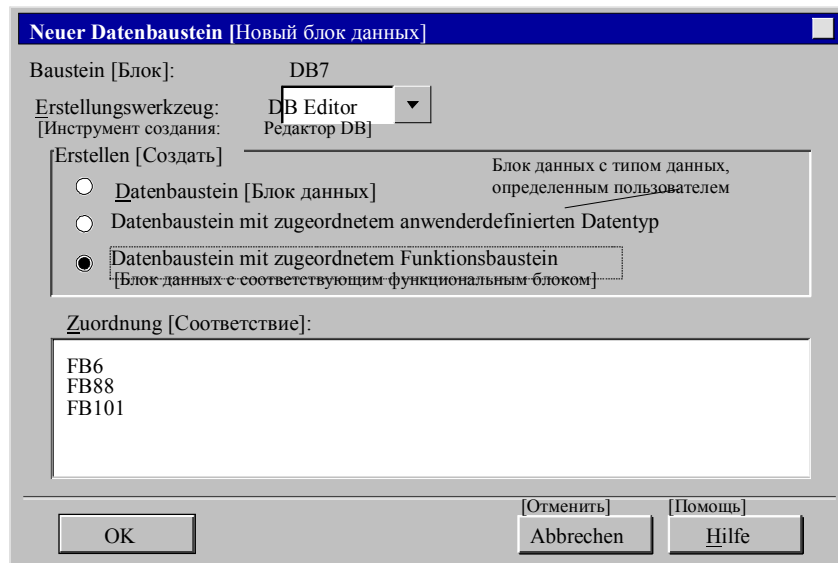 Neuer Datenbaustein [Новый блок данных]
Baustein [Блок]: DB7
Erstellungswerkzeug: DB Editor
[Инструмент создания: Редактор DB]
Erstellen [Создать]
Блок данных с типом данных,
определенным пользователем
Datenbaustein [Блок данных]
Datenbaustein mit zugeordnetem anwenderdefinierten Datentyp
Datenbaustein mit zugeordnetem Funktionsbaustein
[Блок данных с соответствующим функциональным блоком]
Zuordnung [Соответствие]:
FB6
FB88
FB101
[Отменить] [Помощь]
OK Abbrechen Hilfe